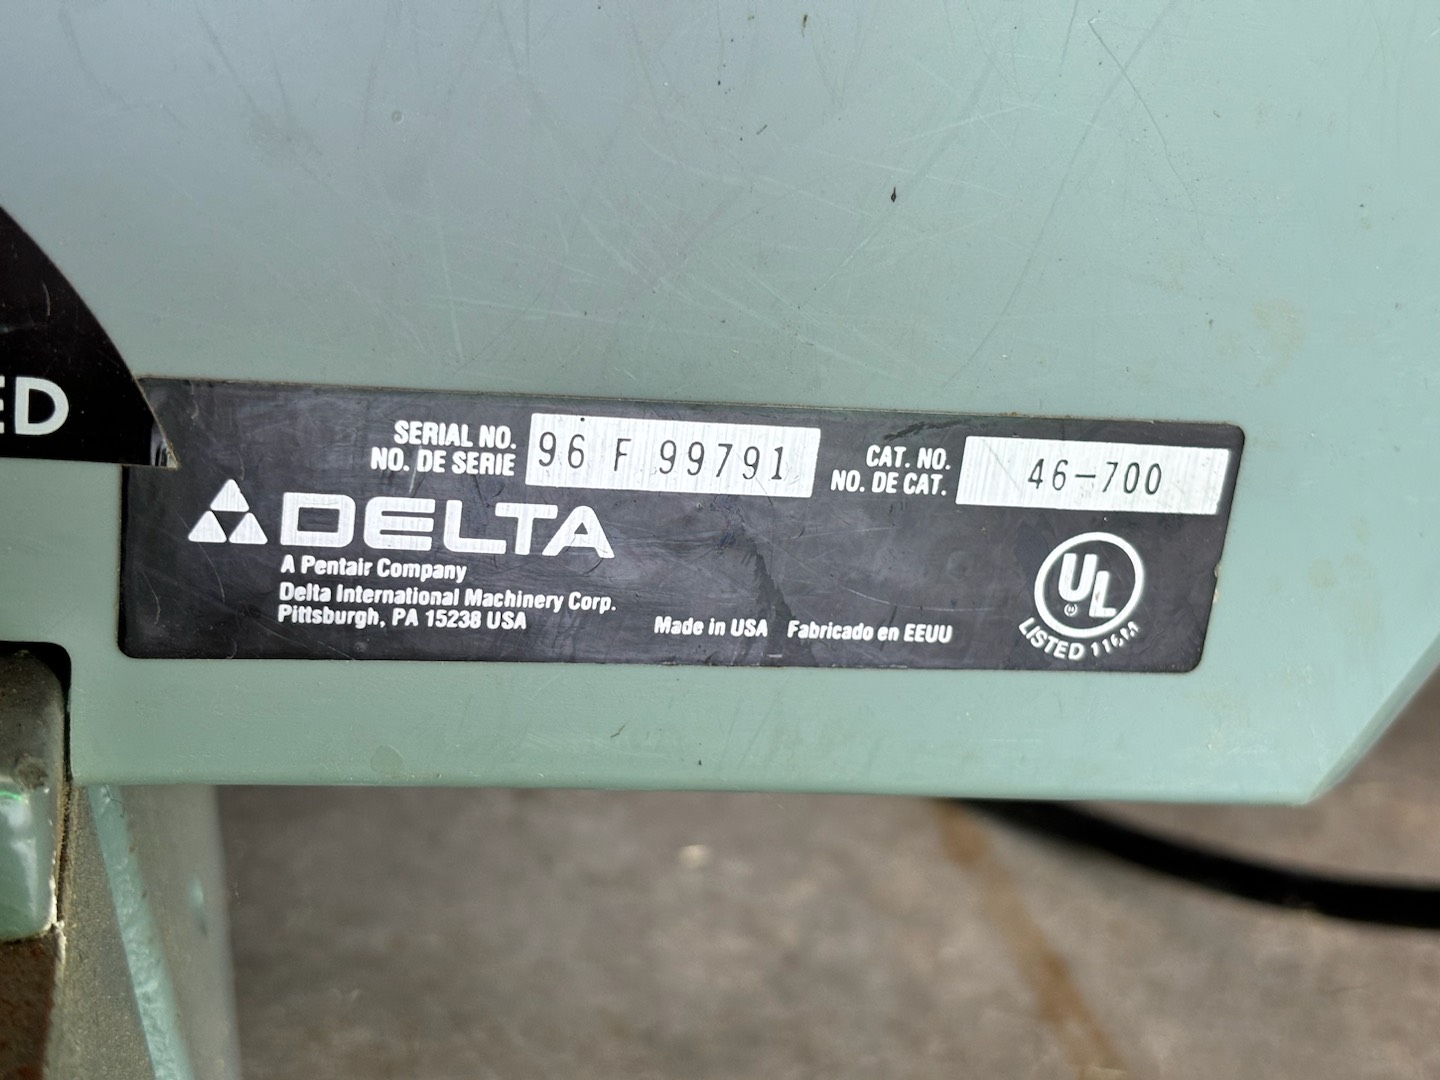 ED
SERIAL NO.
NO. DE SERIE
96 F 99791
CAT. NO.
NO. DE CAT.
46-700
DELTA
A Pentair Company
Delta International Machinery Corp.
Pittsburgh, PA 15238 USA
Made in USA Fabricado en EEUU
UL
LISTED